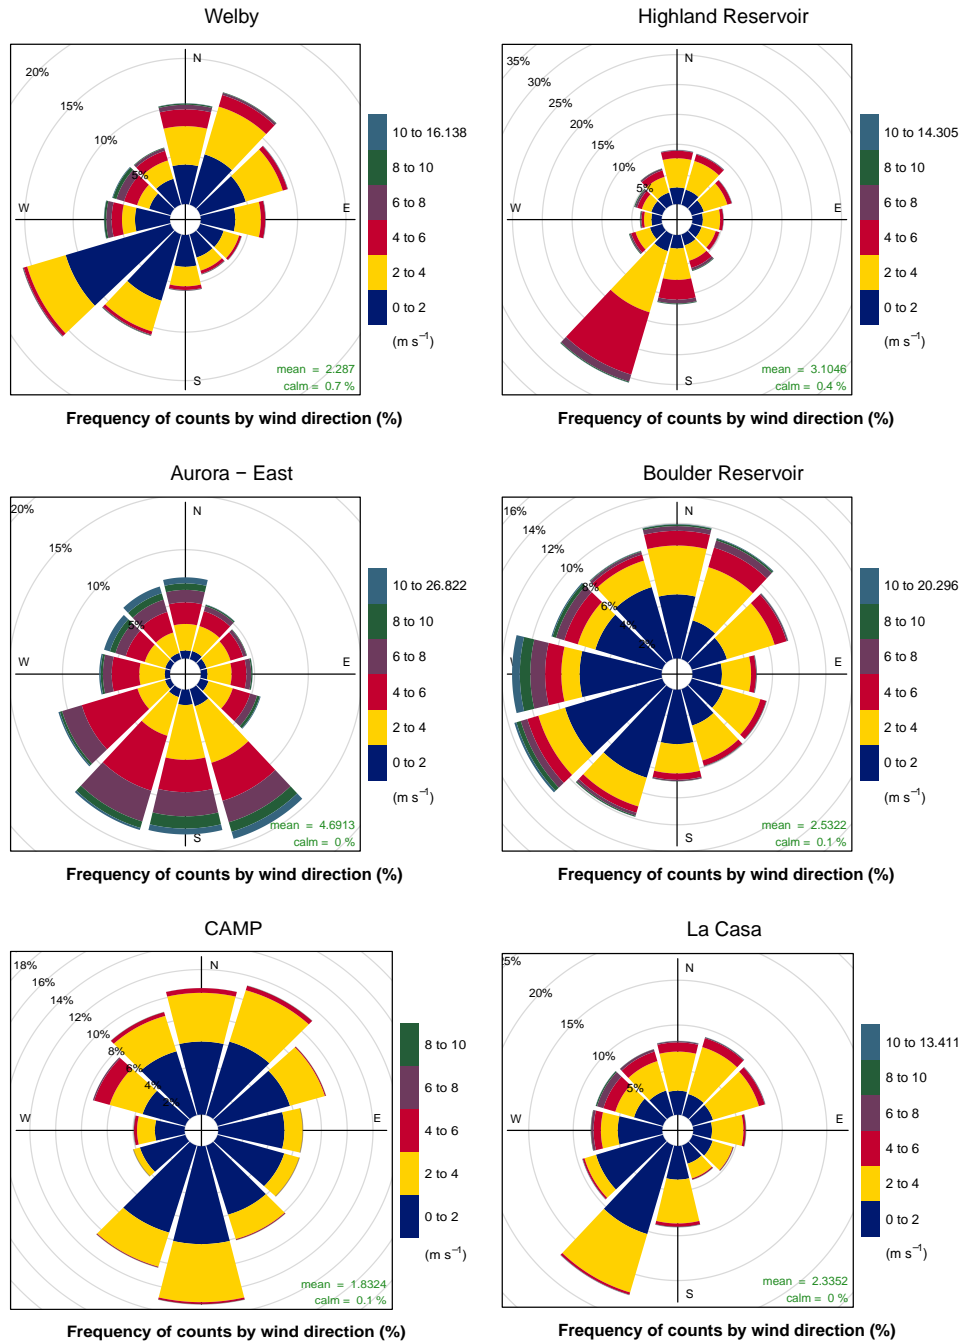 Welby
20%
15%
10%
5%
N
W
E
S
10 to 16.138
8 to 10
6 to 8
4 to 6
2 to 4
0 to 2
(m s⁻¹)
mean = 2.287
calm = 0.7 %
Frequency of counts by wind direction (%)
Highland Reservoir
35%
30%
25%
20%
15%
10%
5%
N
W
E
S
10 to 14.305
8 to 10
6 to 8
4 to 6
2 to 4
0 to 2
(m s⁻¹)
mean = 3.1046
calm = 0.4 %
Frequency of counts by wind direction (%)
Aurora − East
20%
15%
10%
5%
N
W
E
S
10 to 26.822
8 to 10
6 to 8
4 to 6
2 to 4
0 to 2
(m s⁻¹)
mean = 4.6913
calm = 0 %
Frequency of counts by wind direction (%)
Boulder Reservoir
16%
14%
12%
10%
8%
6%
4%
2%
N
E
S
10 to 20.296
8 to 10
6 to 8
4 to 6
2 to 4
0 to 2
(m s⁻¹)
mean = 2.5322
calm = 0.1 %
Frequency of counts by wind direction (%)
CAMP
18%
16%
14%
12%
10%
8%
6%
4%
2%
N
W
E
8 to 10
6 to 8
4 to 6
2 to 4
0 to 2
(m s⁻¹)
mean = 1.8324
calm = 0.1 %
Frequency of counts by wind direction (%)
La Casa
5%
20%
15%
10%
5%
N
W
E
S
10 to 13.411
8 to 10
6 to 8
4 to 6
2 to 4
0 to 2
(m s⁻¹)
mean = 2.3352
calm = 0 %
Frequency of counts by wind direction (%)